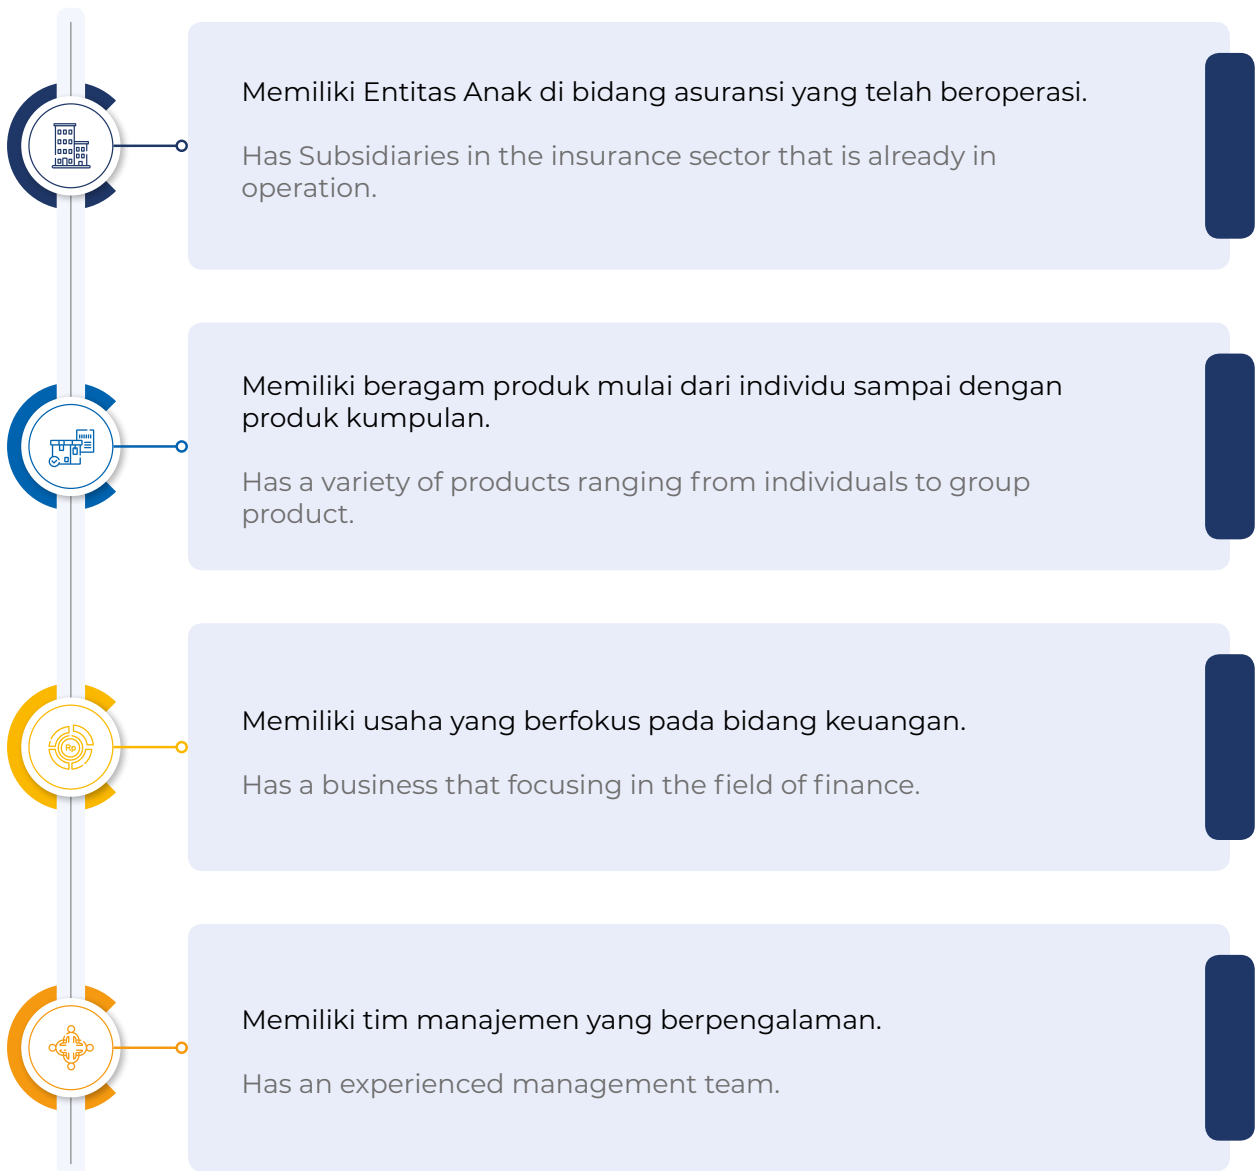 Memiliki Entitas Anak di bidang asuransi yang telah beroperasi.
Has Subsidiaries in the insurance sector that is already in
operation.
Memiliki beragam produk mulai dari individu sampai dengan
produk kumpulan.
Has a variety of products ranging from individuals to group
product.
Rp
Memiliki usaha yang berfokus pada bidang keuangan.
Has a business that focusing in the field of finance.
Memiliki tim manajemen yang berpengalaman.
Has an experienced management team.